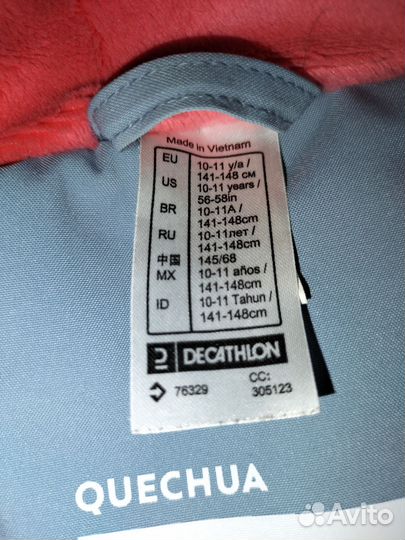 Made in Vietnam
EU 10-11 y/a /
141-148 см
US 10-11 years /
56-58in
BR 10-11A /
141-148cm
RU 10-11лет /
141-148cm
中国 145/68
MX 10-11 años /
141-148cm
ID 10-11 Tahun /
141-148cm
DECATHLON
76329 CC:
305123
QUECHUA
Avito